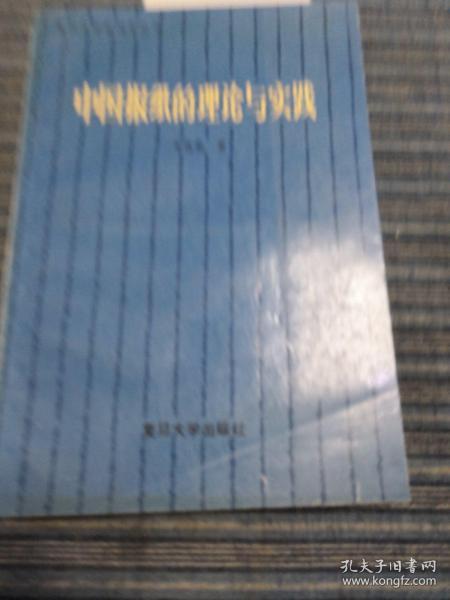 中国报纸的理论与实践
著
复旦大学出版社
孔夫子旧书网
www.kongfz.com